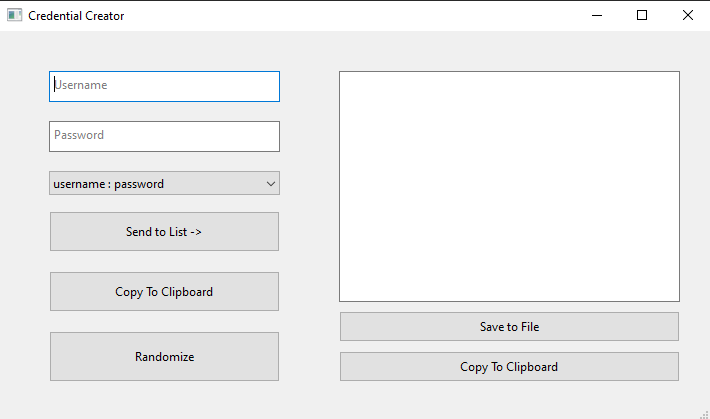 Credential Creator
Username
Password
username : password
Send to List ->
Copy To Clipboard
Randomize
Save to File
Copy To Clipboard